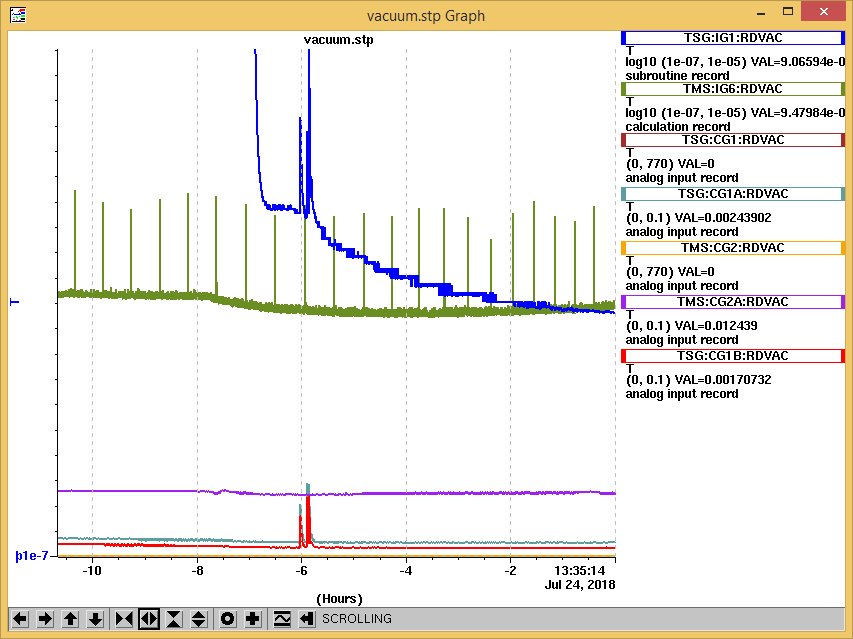 vacuum.stp Graph
vacuum.stp
TSG:IG1:RDVAC
T
log10 (1e-07, 1e-05) VAL=9.06594e-0
subroutine record
TMS:IG6:RDVAC
T
log10 (1e-07, 1e-05) VAL=9.47984e-0
calculation record
TSG:CG1:RDVAC
T
(0, 770) VAL=0
analog input record
TSG:CG1A:RDVAC
T
(0, 0.1) VAL=0.00243902
analog input record
TMS:CG2:RDVAC
T
(0, 770) VAL=0
analog input record
TMS:CG2A:RDVAC
T
(0, 0.1) VAL=0.012439
analog input record
TSG:CG1B:RDVAC
T
(0, 0.1) VAL=0.00170732
analog input record
T
1e-7
-10 -8 -6 -4 -2 13:35:14
Jul 24, 2018
(Hours)
SCROLLING